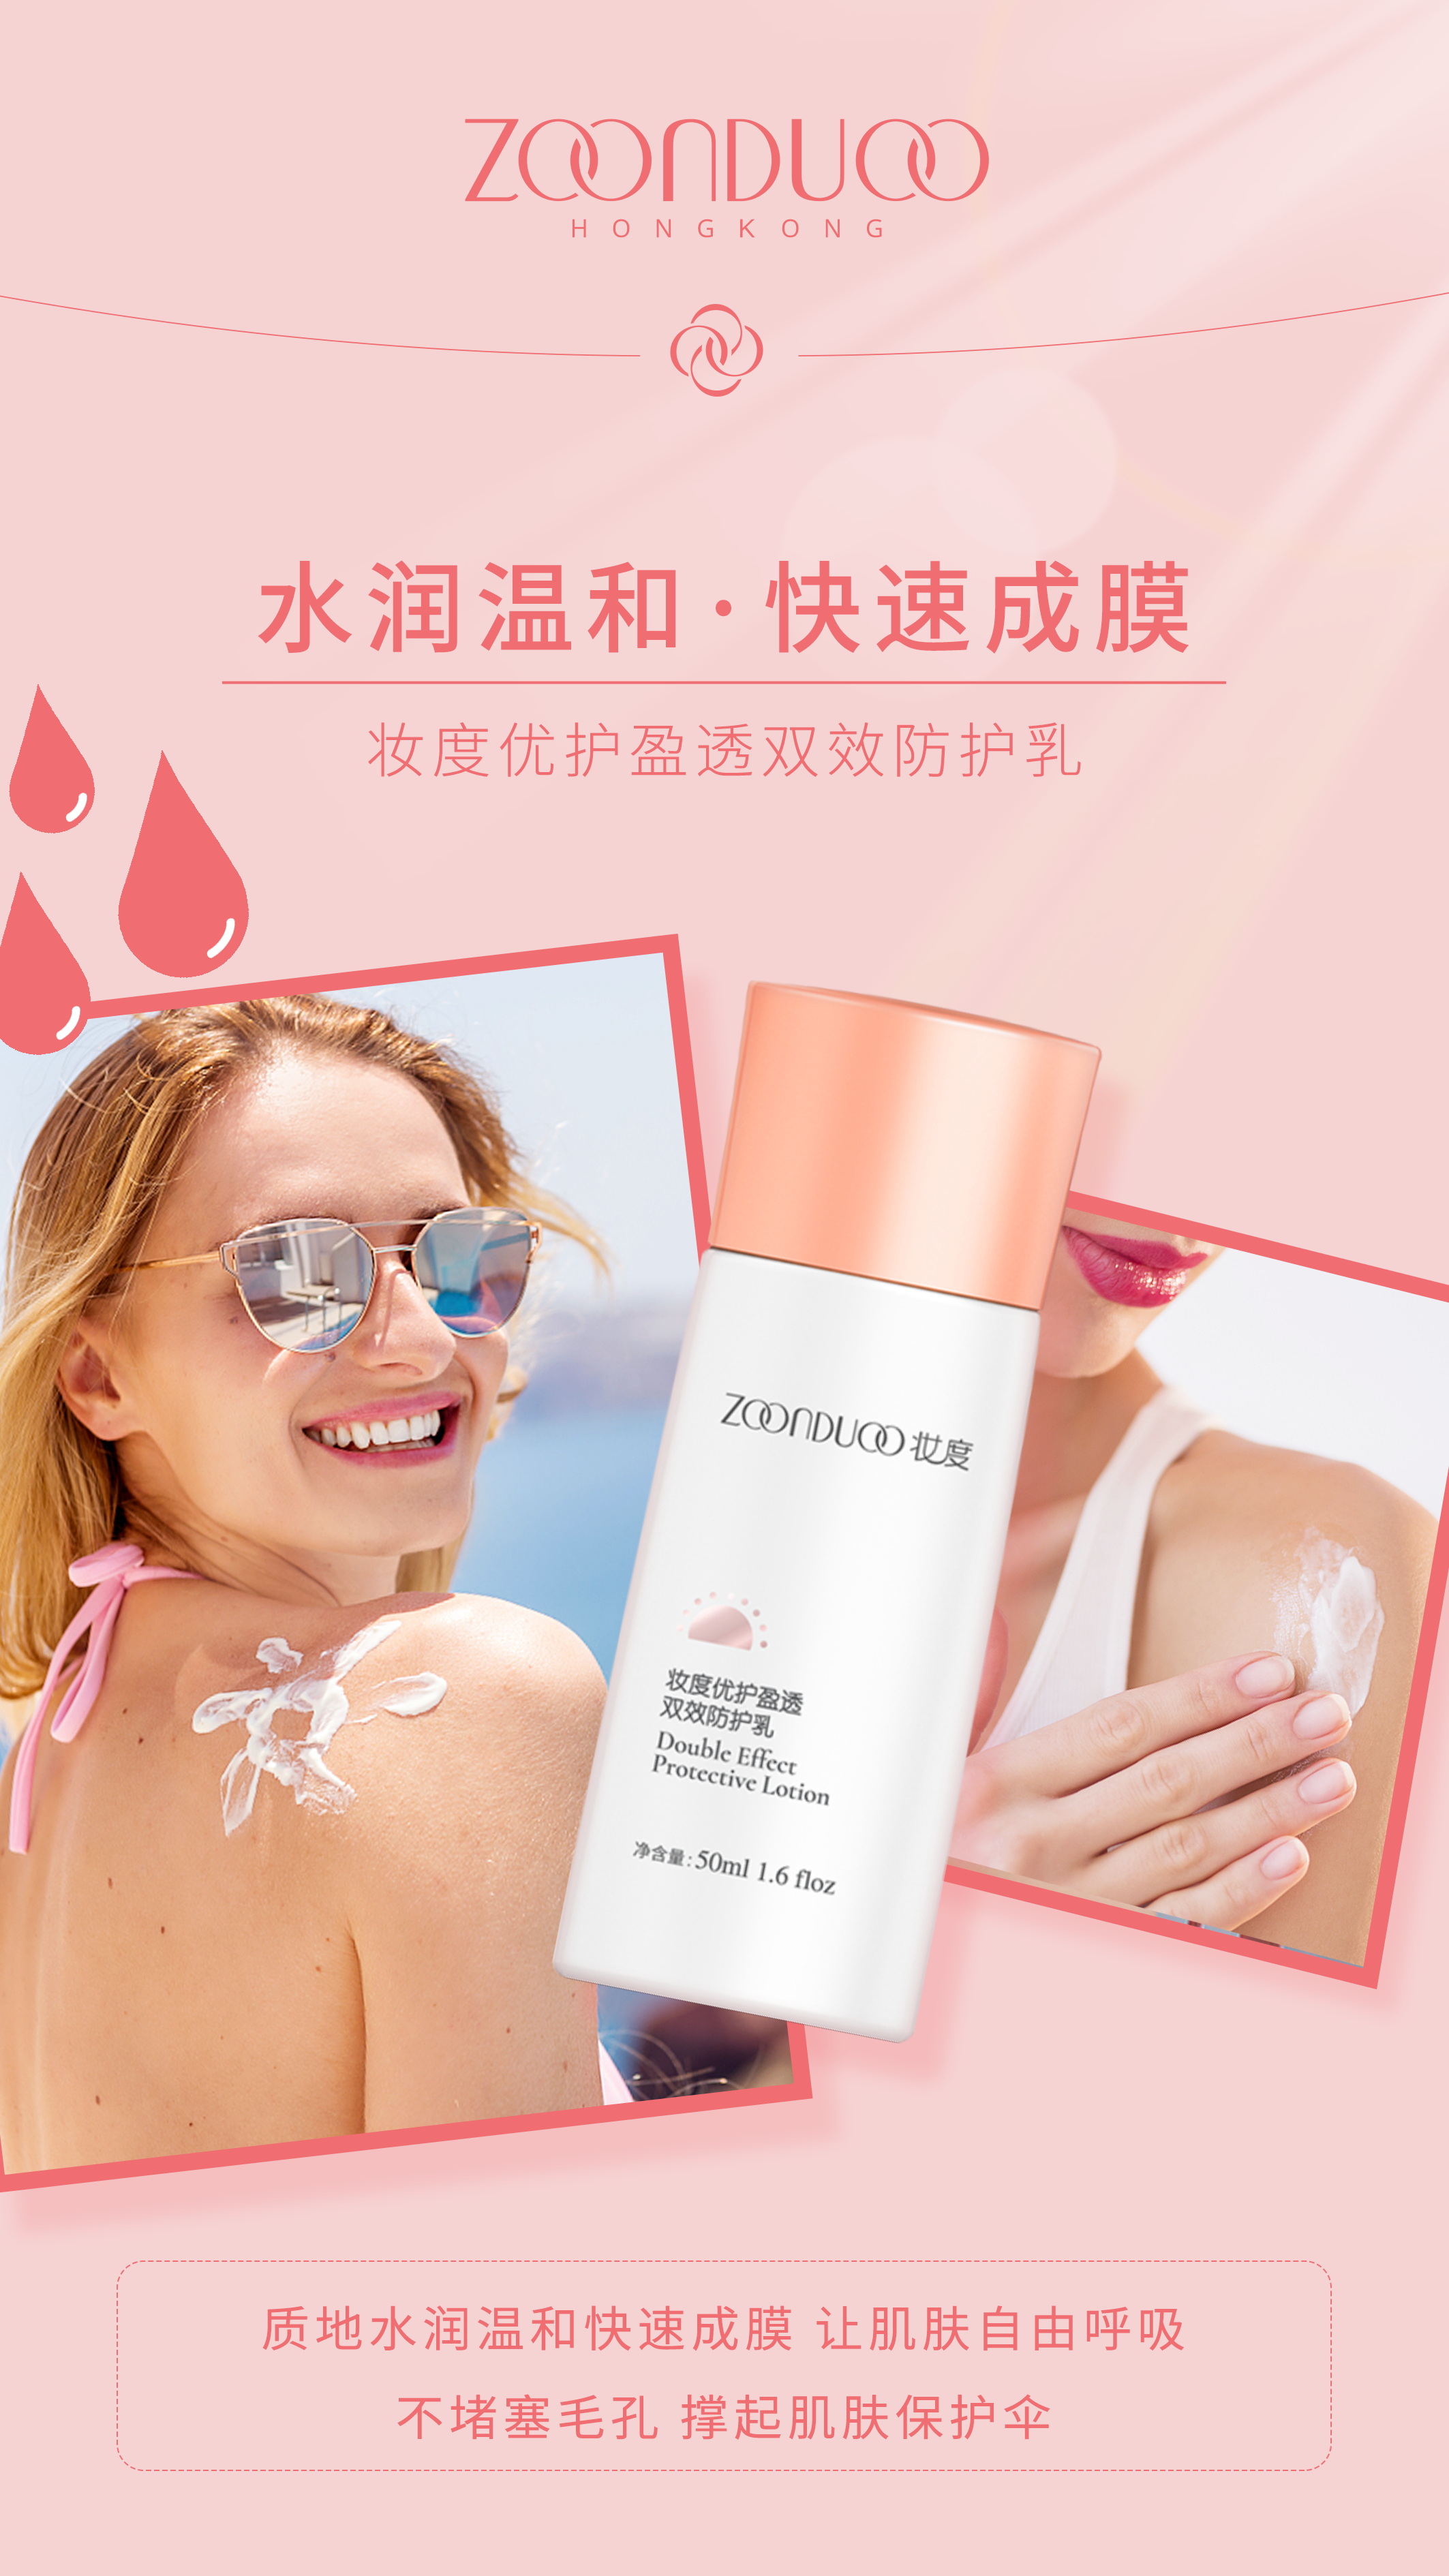 ZOONDUOO
HONGKONG
水润温和·快速成膜
妆度优护盈透双效防护乳
ZOONDUOO 妆度
妆度优护盈透
双效防护乳
Double Effect
Protective Lotion
净含量:50ml 1.6 floz
质地水润温和快速成膜 让肌肤自由呼吸
不堵塞毛孔 撑起肌肤保护伞